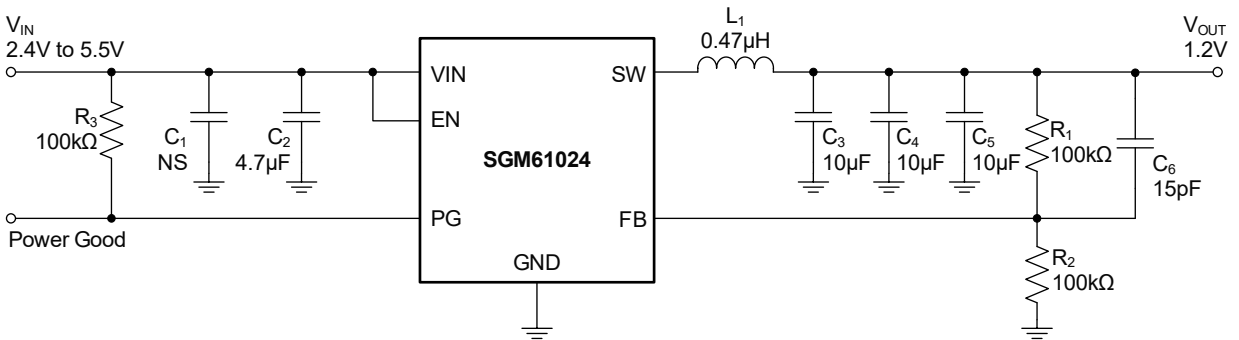 V_IN
2.4V to 5.5V
R₃
100kΩ
C₁
NS
C₂
4.7μF
Power Good
VIN
EN
PG
SGM61024
GND
SW
FB
L₁
0.47μH
C₃
10μF
C₄
10μF
C₅
10μF
R₁
100kΩ
C₆
15pF
R₂
100kΩ
V_OUT
1.2V